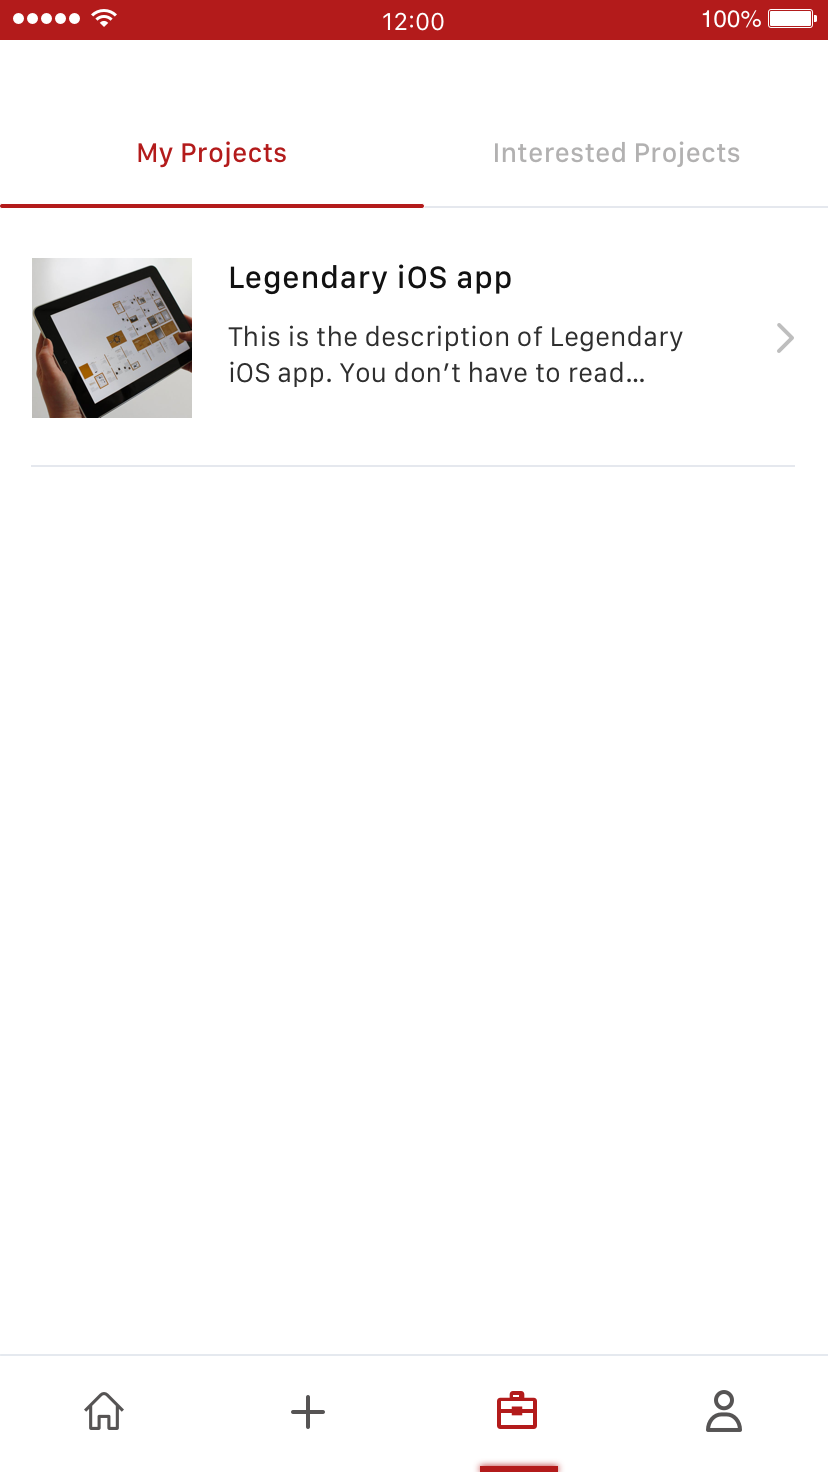 12:00
100%
My Projects
Interested Projects
Legendary iOS app
This is the description of Legendary
iOS app. You don’t have to read...